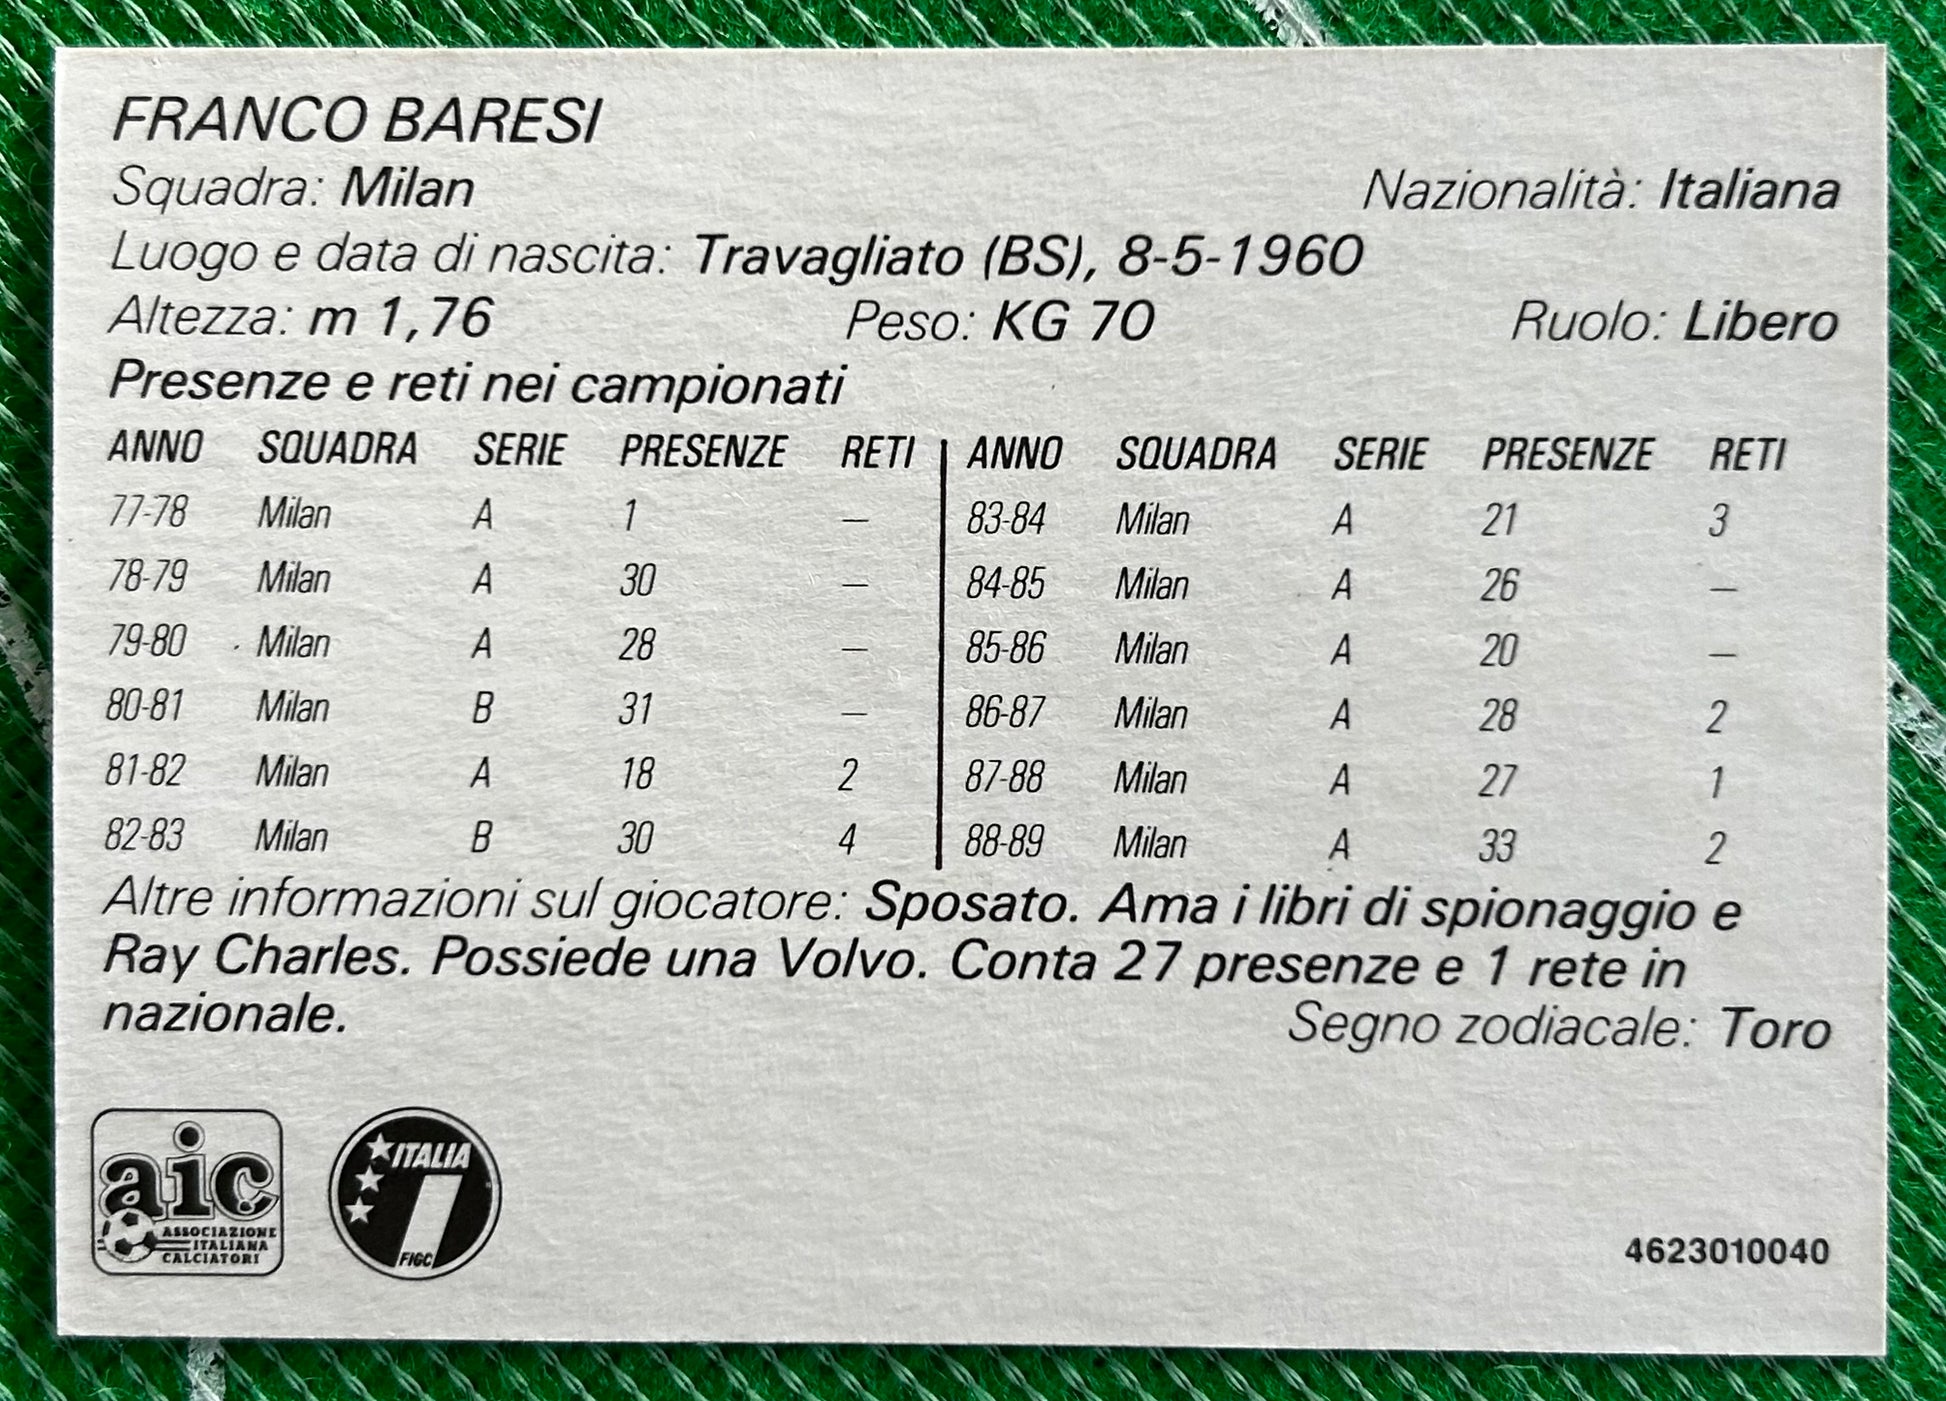 FRANCO BARESI
Squadra: Milan Nazionalità: Italiana
Luogo e data di nascita: Travagliato (BS), 8-5-1960
Altezza: m 1,76 Peso: KG 70 Ruolo: Libero
Presenze e reti nei campionati
ANNO SQUADRA SERIE PRESENZE RETI ANNO SQUADRA SERIE PRESENZE RETI
77-78 Milan A 1 — 83-84 Milan A 21 3
78-79 Milan A 30 — 84-85 Milan A 26 —
79-80 Milan A 28 — 85-86 Milan A 20 —
80-81 Milan B 31 — 86-87 Milan A 28 2
81-82 Milan A 18 2 87-88 Milan A 27 1
82-83 Milan B 30 4 88-89 Milan A 33 2
Altre informazioni sul giocatore: Sposato. Ama i libri di spionaggio e
Ray Charles. Possiede una Volvo. Conta 27 presenze e 1 rete in
nazionale. Segno zodiacale: Toro
aic
ASSOCIAZIONE
ITALIANA
CALCIATORI
ITALIA
FIGC
4623010040